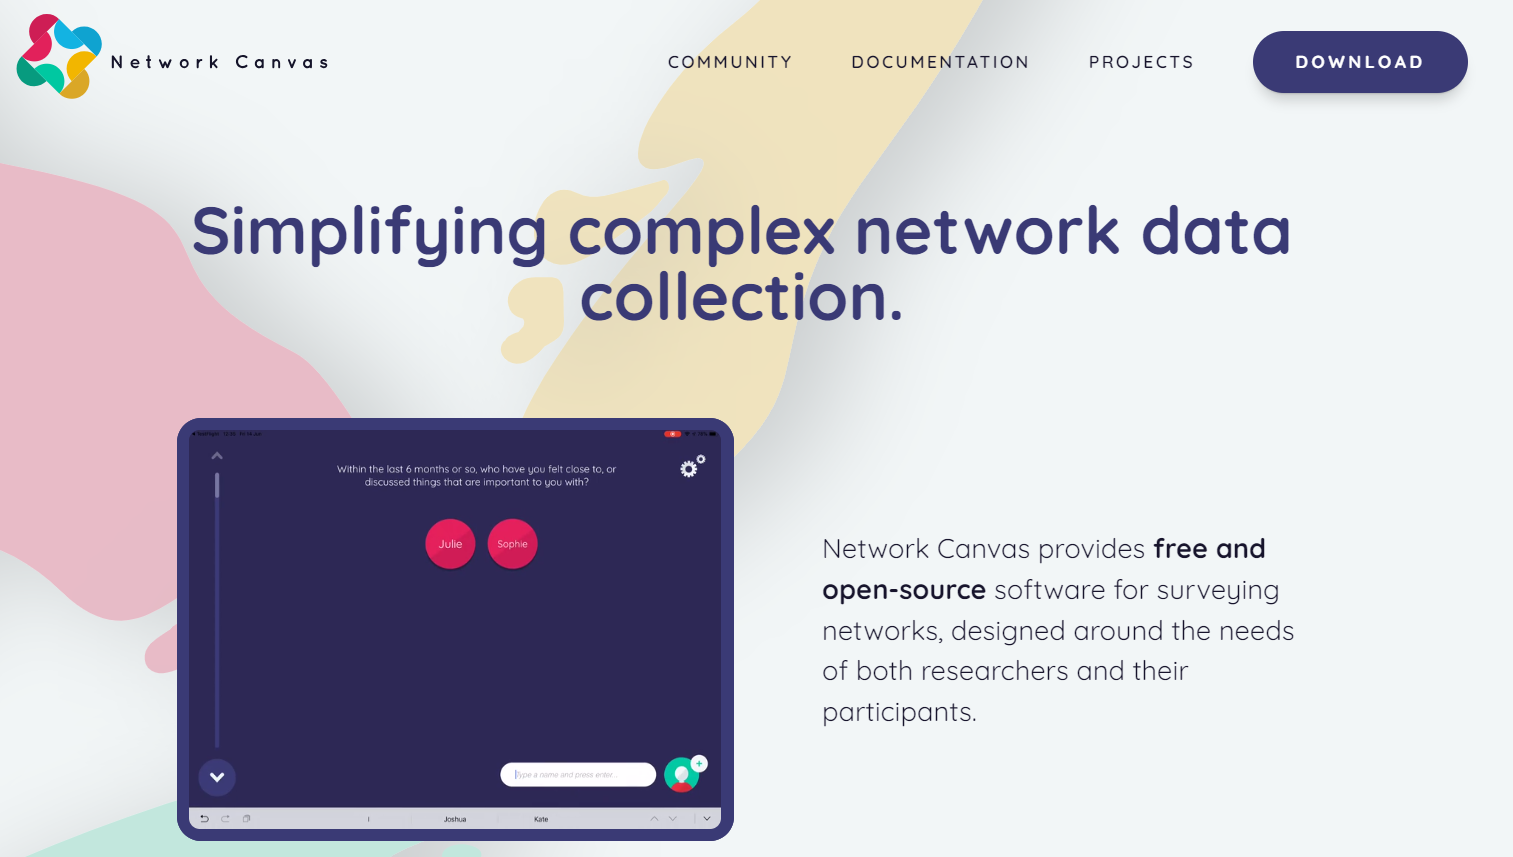 Network Canvas
COMMUNITY
DOCUMENTATION
PROJECTS
DOWNLOAD
Simplifying complex network data
collection.
Within the last 6 months or so, who have you felt close to, or
discussed things that are important to you with?
Julie
Sophie
Type a name and press enter...
I
Joshua
Kate
Network Canvas provides free and
open-source software for surveying
networks, designed around the needs
of both researchers and their
participants.